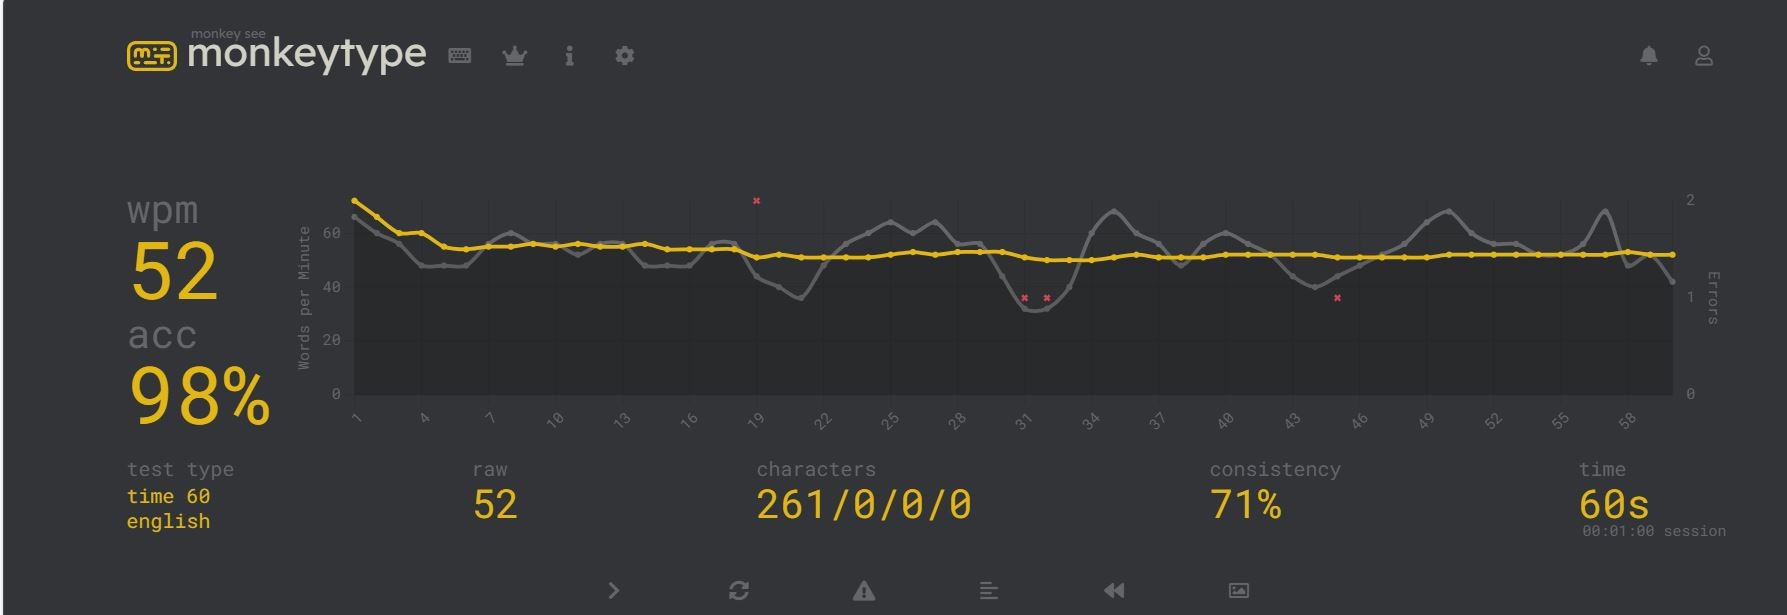 monkey see
monkeytype
wpm
52
acc
98%
Words per Minute
60
40
20
0
2
1
0
Errors
1 4 7 10 13 16 19 22 25 28 31 34 37 40 43 46 49 52 55 58
test type
time 60
english
raw
52
characters
261/0/0/0
consistency
71%
time
60s
00:01:00 session